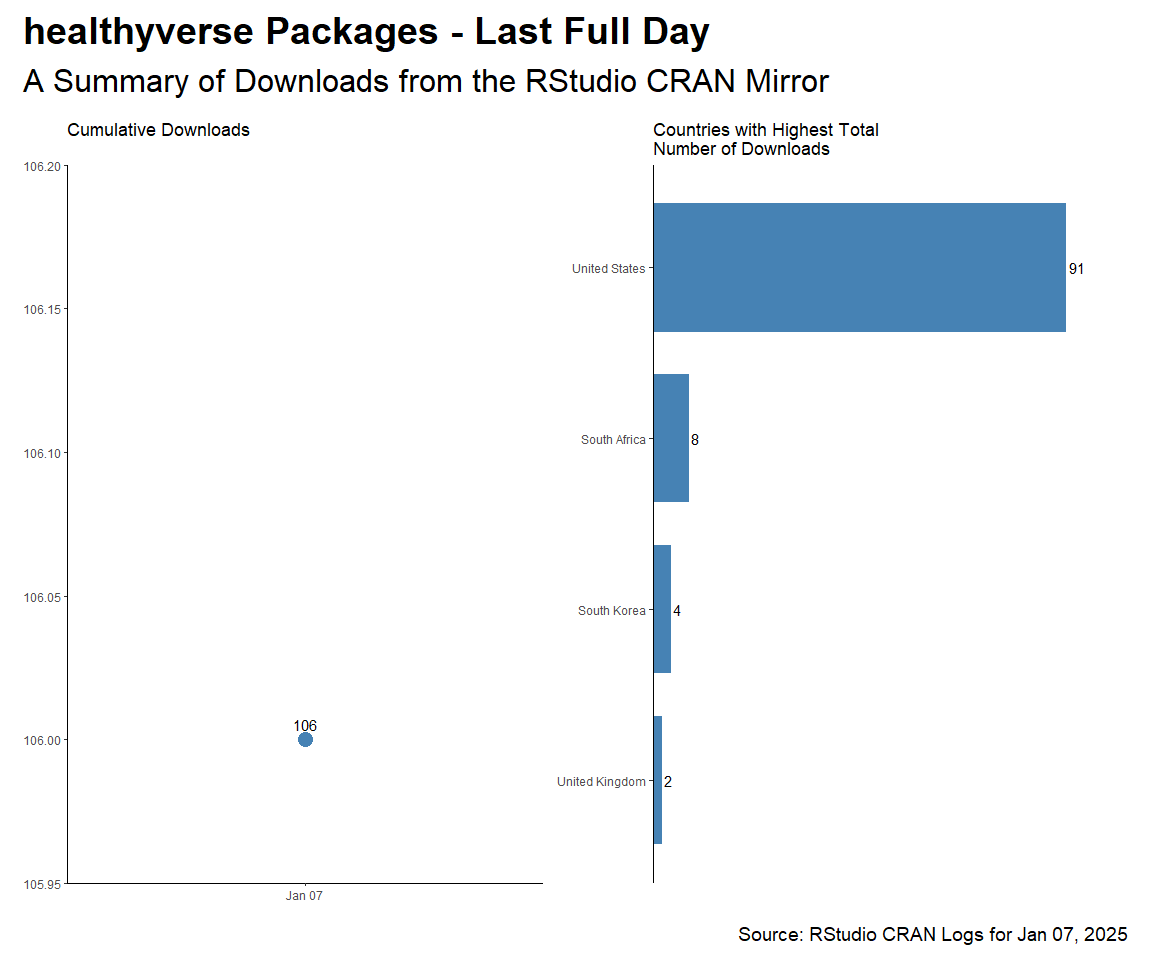 healthyverse Packages - Last Full Day
A Summary of Downloads from the RStudio CRAN Mirror
Cumulative Downloads
106.20
106.15
106.10
106.05
106.00
105.95
106
Jan 07
Countries with Highest Total
Number of Downloads
United States
91
South Africa
8
South Korea
4
United Kingdom
2
Source: RStudio CRAN Logs for Jan 07, 2025